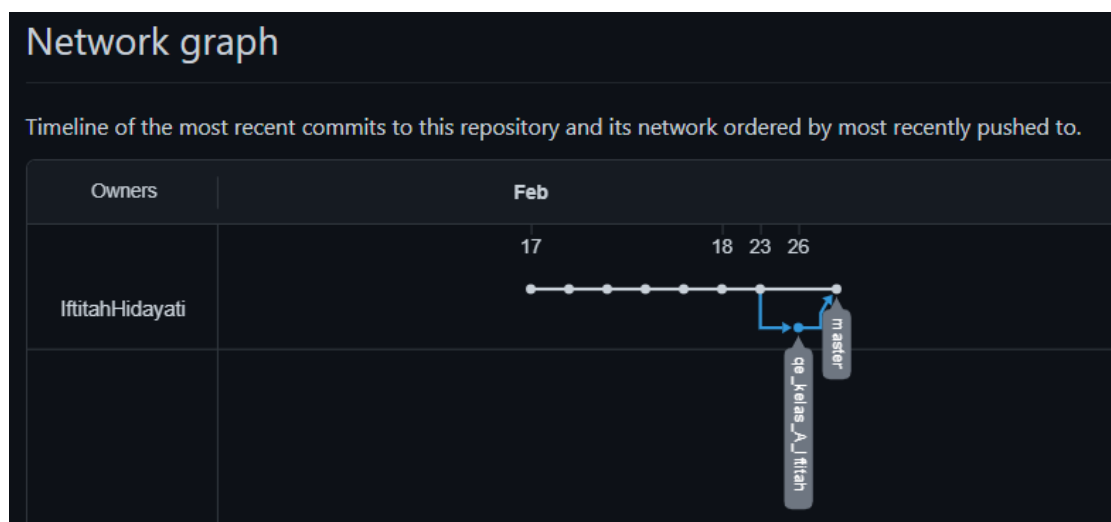 Network graph
Timeline of the most recent commits to this repository and its network ordered by most recently pushed to.
Owners
Feb
17 18 23 26
IftitahHidayati
master
qe_kelas_A_Iftitah